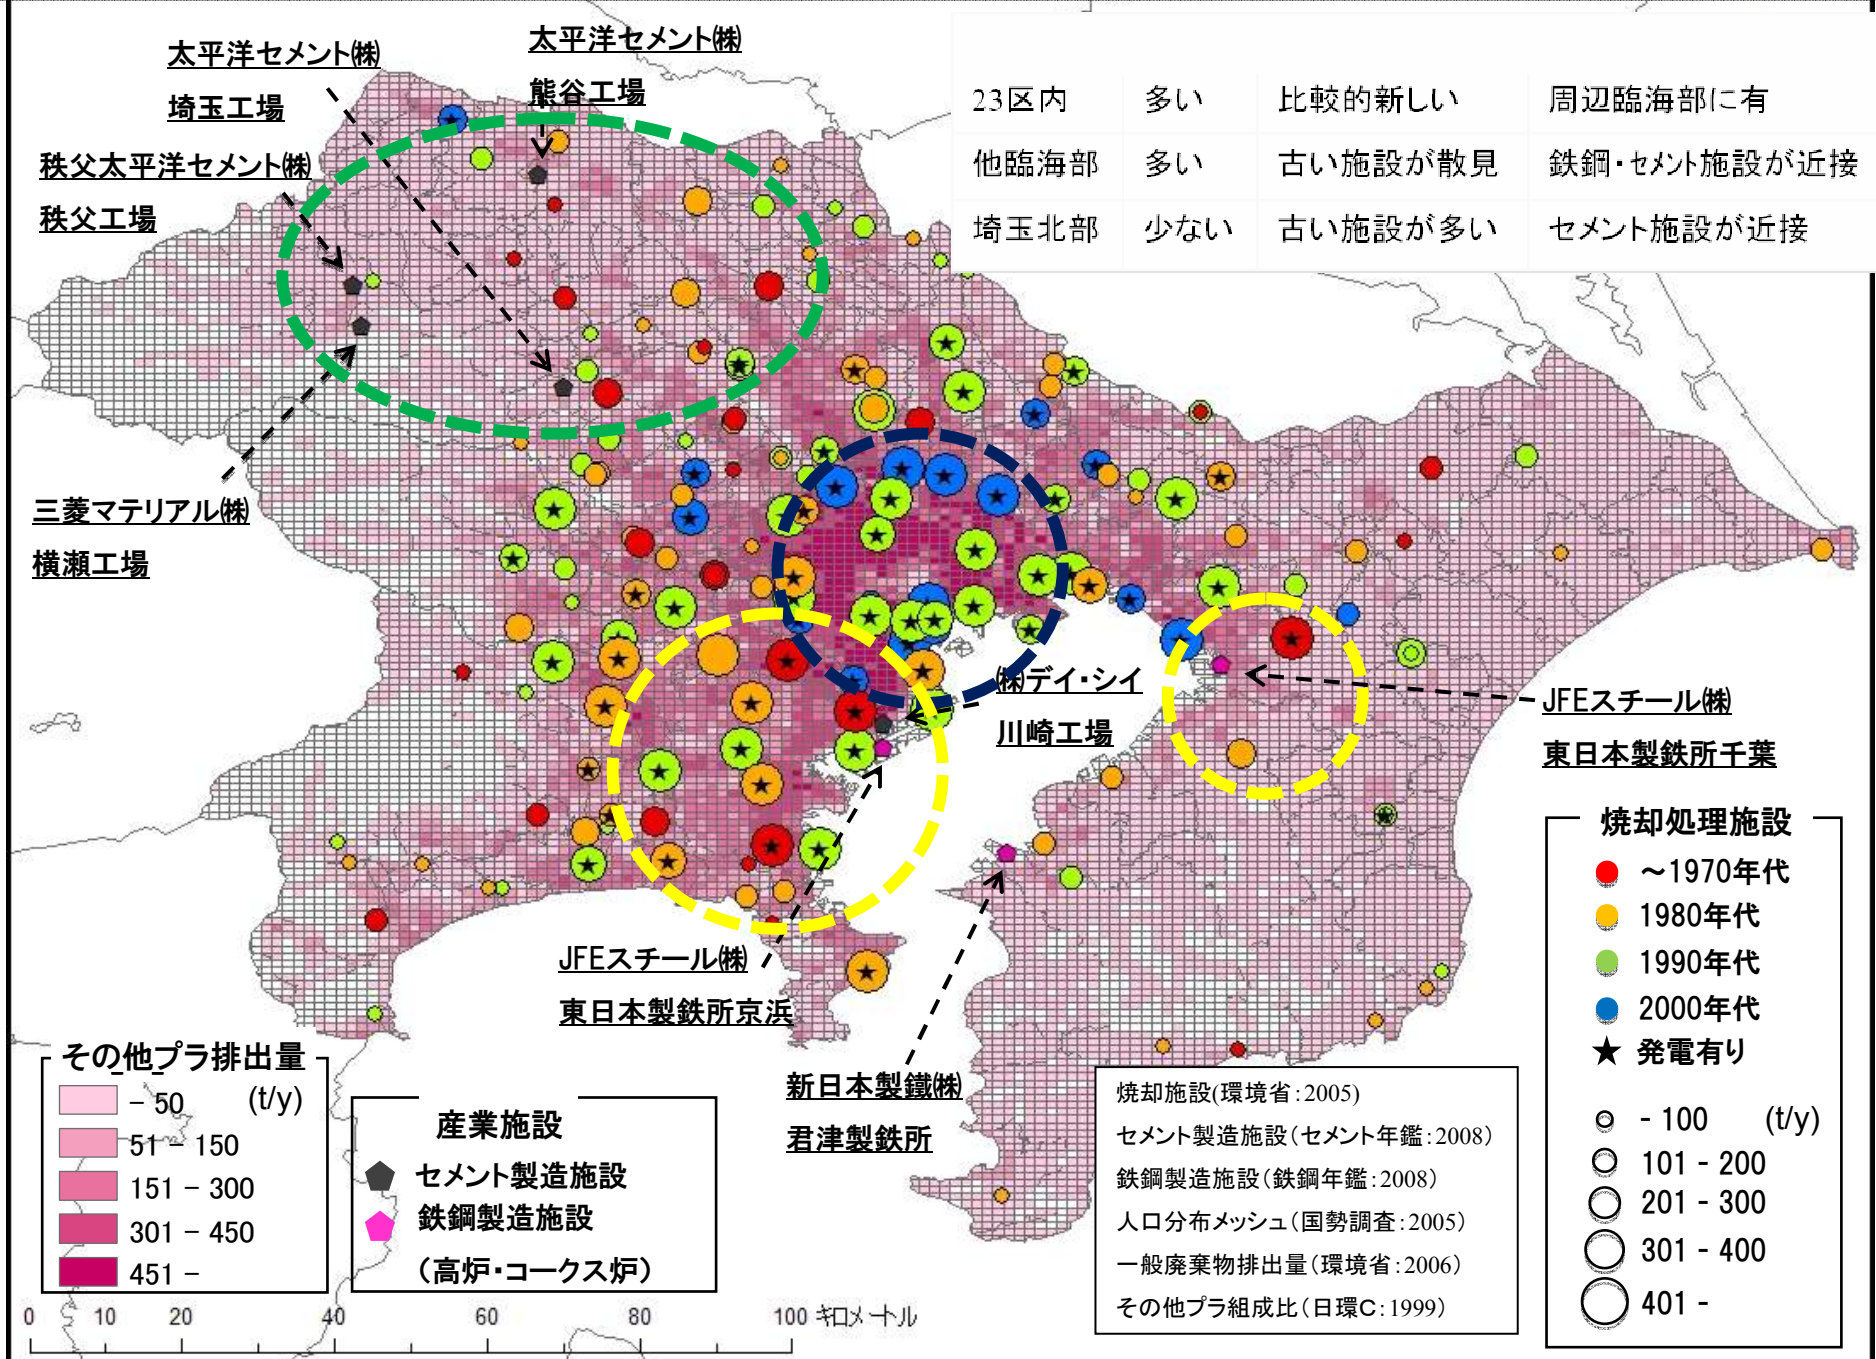 太平洋セメント㈱
埼玉工場
太平洋セメント㈱
熊谷工場
秩父太平洋セメント㈱
秩父工場
23区内 多い 比較的新しい 周辺臨海部に有
他臨海部 多い 古い施設が散見 鉄鋼・セメント施設が近接
埼玉北部 少ない 古い施設が多い セメント施設が近接
三菱マテリアル㈱
横瀬工場
㈱デイ・シイ
川崎工場
JFEスチール㈱
東日本製鉄所千葉
JFEスチール㈱
東日本製鉄所京浜
新日本製鐵㈱
君津製鉄所
焼却処理施設
～1970年代
1980年代
1990年代
2000年代
★ 発電有り
- 100 (t/y)
101 - 200
201 - 300
301 - 400
401 -
その他プラ排出量
- 50 (t/y)
51 - 150
151 - 300
301 - 450
451 -
産業施設
セメント製造施設
鉄鋼製造施設
（高炉・コークス炉）
焼却施設(環境省：2005)
セメント製造施設（セメント年鑑：2008）
鉄鋼製造施設（鉄鋼年鑑：2008）
人口分布メッシュ（国勢調査：2005）
一般廃棄物排出量（環境省：2006）
その他プラ組成比（日環C：1999）
0 10 20 40 60 80 100 キロメートル